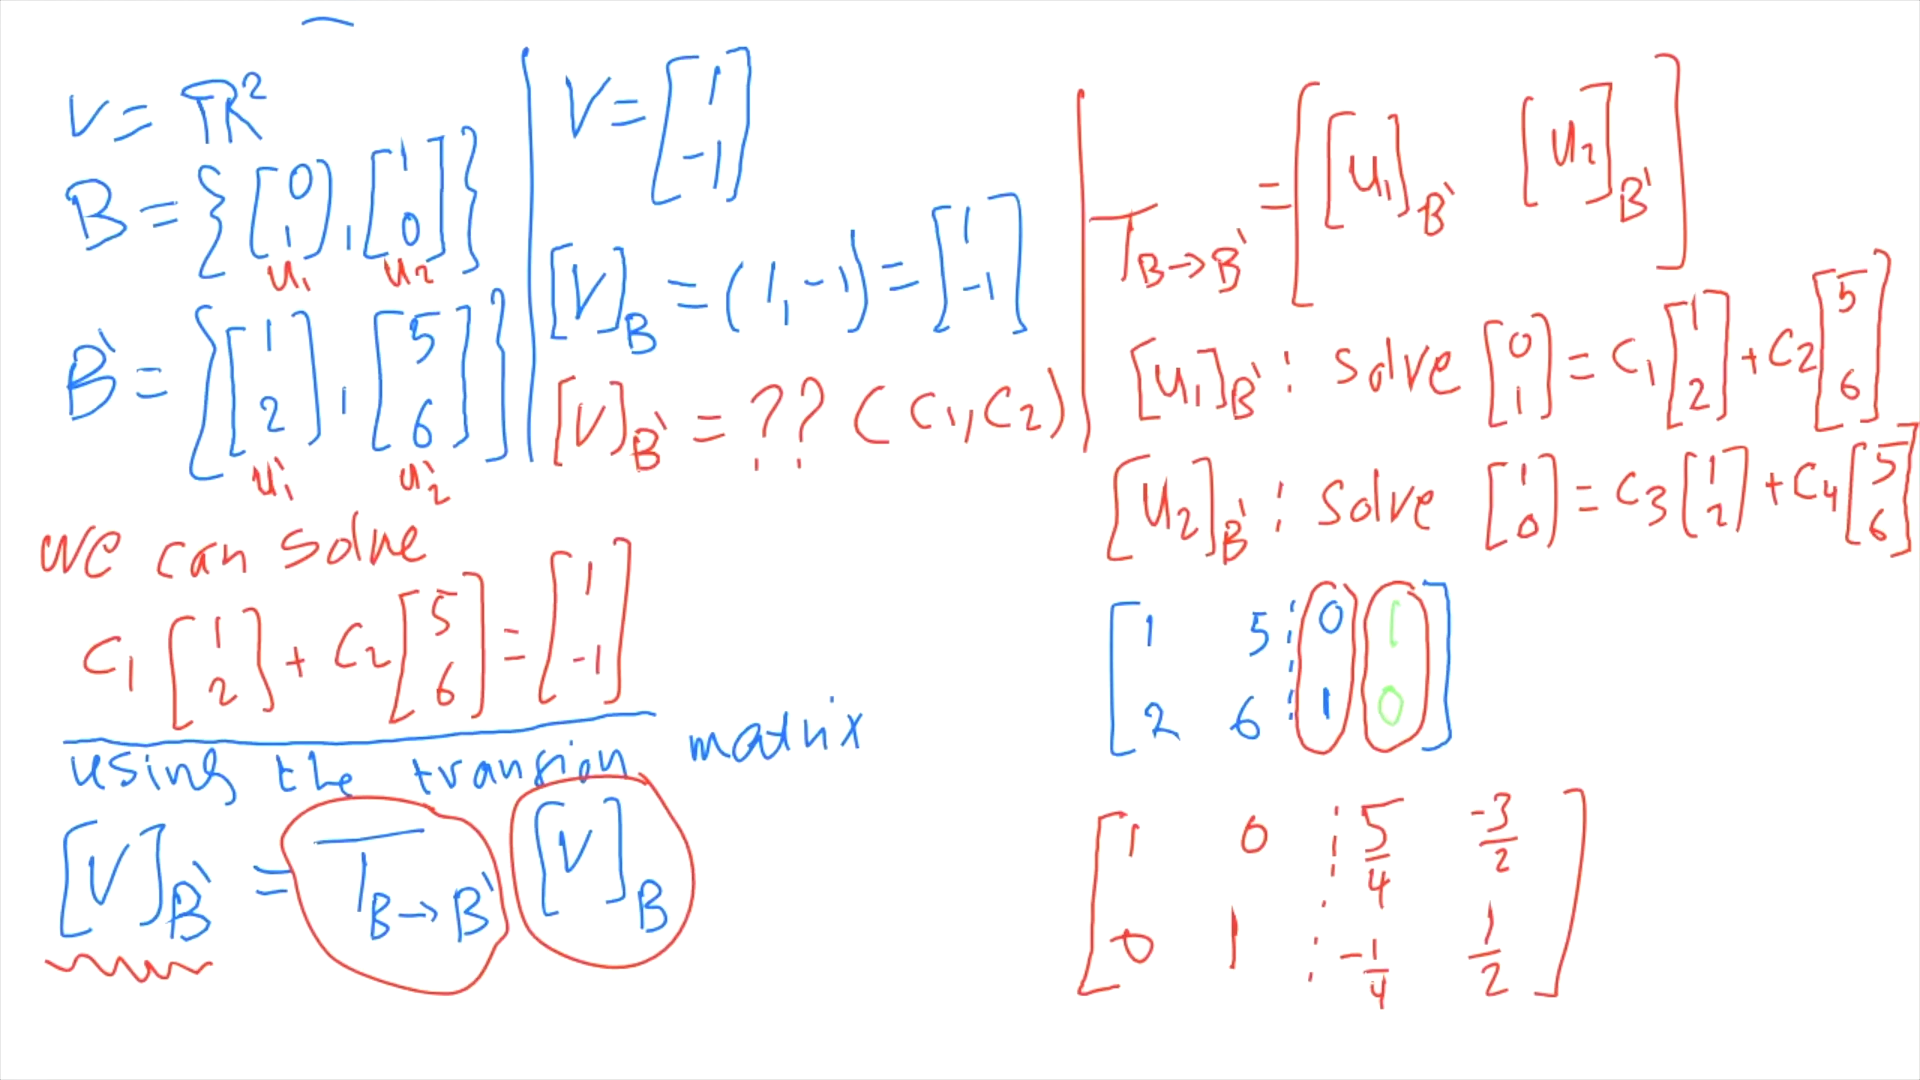 V = ℝ²
B = {[0 1], [1 0]}
u₁ u₂
B' = {[1 2], [5 6]}
u₁' u₂'
V = [1 -1]
[V]_B = (1, -1) = [1 -1]
[V]_B' = ?? (C₁, C₂)
we can solve
C₁ [1 2] + C₂ [5 6] = [1 -1]
using the transion matrix
[V]_B' = T_B→B' [V]_B
T_B→B' = [[u₁]_B' [u₂]_B']
[u₁]_B' : solve [0 1] = C₁ [1 2] + C₂ [5 6]
[u₂]_B' : solve [1 0] = C₃ [1 2] + C₄ [5 6]
[1 5 ⋮ 0 1
2 6 ⋮ 1 0]
[1 0 ⋮ 5/4 -3/2
0 1 ⋮ -1/4 1/2]